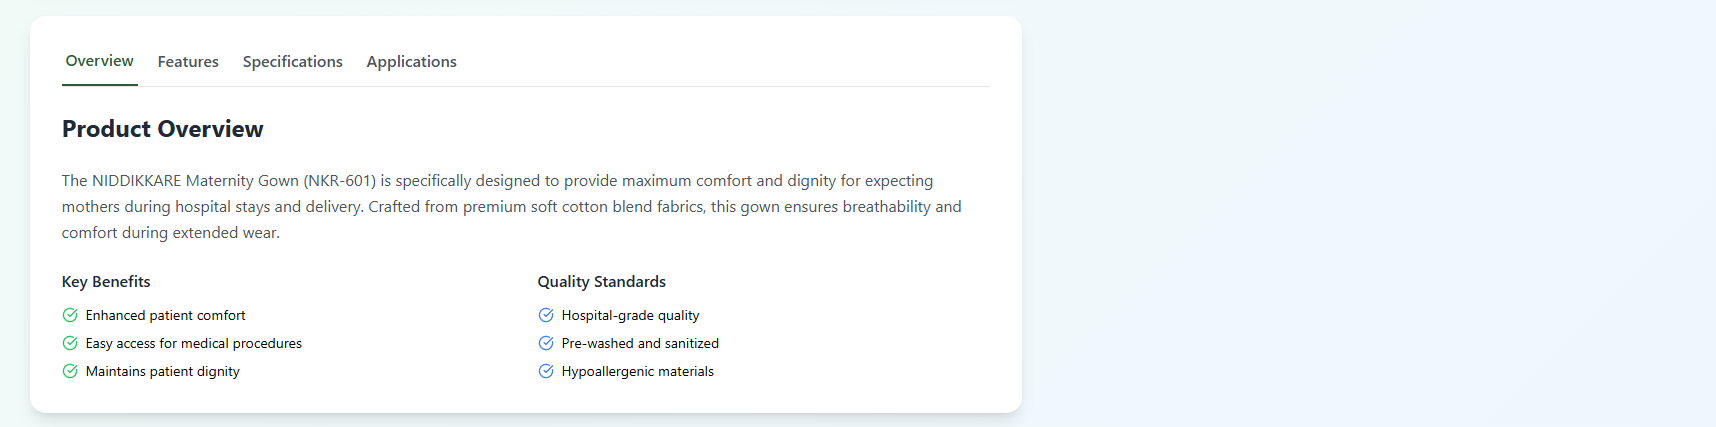 Overview Features Specifications Applications
Product Overview
The NIDDIKKARE Maternity Gown (NKR-601) is specifically designed to provide maximum comfort and dignity for expecting
mothers during hospital stays and delivery. Crafted from premium soft cotton blend fabrics, this gown ensures breathability and
comfort during extended wear.
Key Benefits
Enhanced patient comfort
Easy access for medical procedures
Maintains patient dignity
Quality Standards
Hospital-grade quality
Pre-washed and sanitized
Hypoallergenic materials